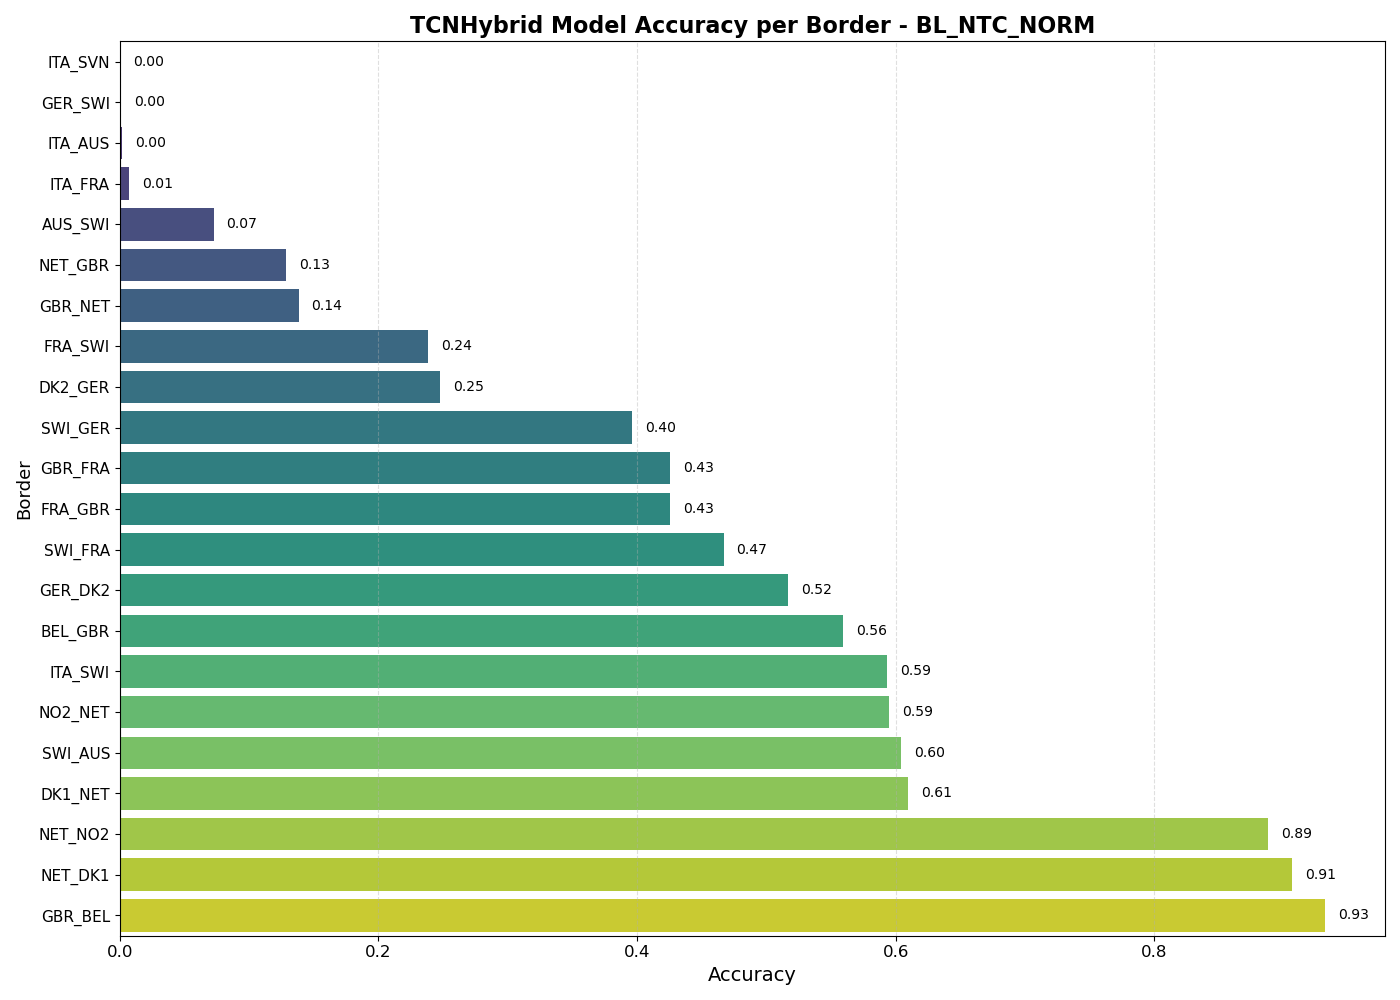 TCNHybrid Model Accuracy per Border - BL_NTC_NORM
ITA_SVN 0.00
GER_SWI 0.00
ITA_AUS 0.00
ITA_FRA 0.01
AUS_SWI 0.07
NET_GBR 0.13
GBR_NET 0.14
FRA_SWI 0.24
DK2_GER 0.25
SWI_GER 0.40
GBR_FRA 0.43
FRA_GBR 0.43
SWI_FRA 0.47
GER_DK2 0.52
BEL_GBR 0.56
ITA_SWI 0.59
NO2_NET 0.59
SWI_AUS 0.60
DK1_NET 0.61
NET_NO2 0.89
NET_DK1 0.91
GBR_BEL 0.93
Border
0.0 0.2 0.4 0.6 0.8
Accuracy